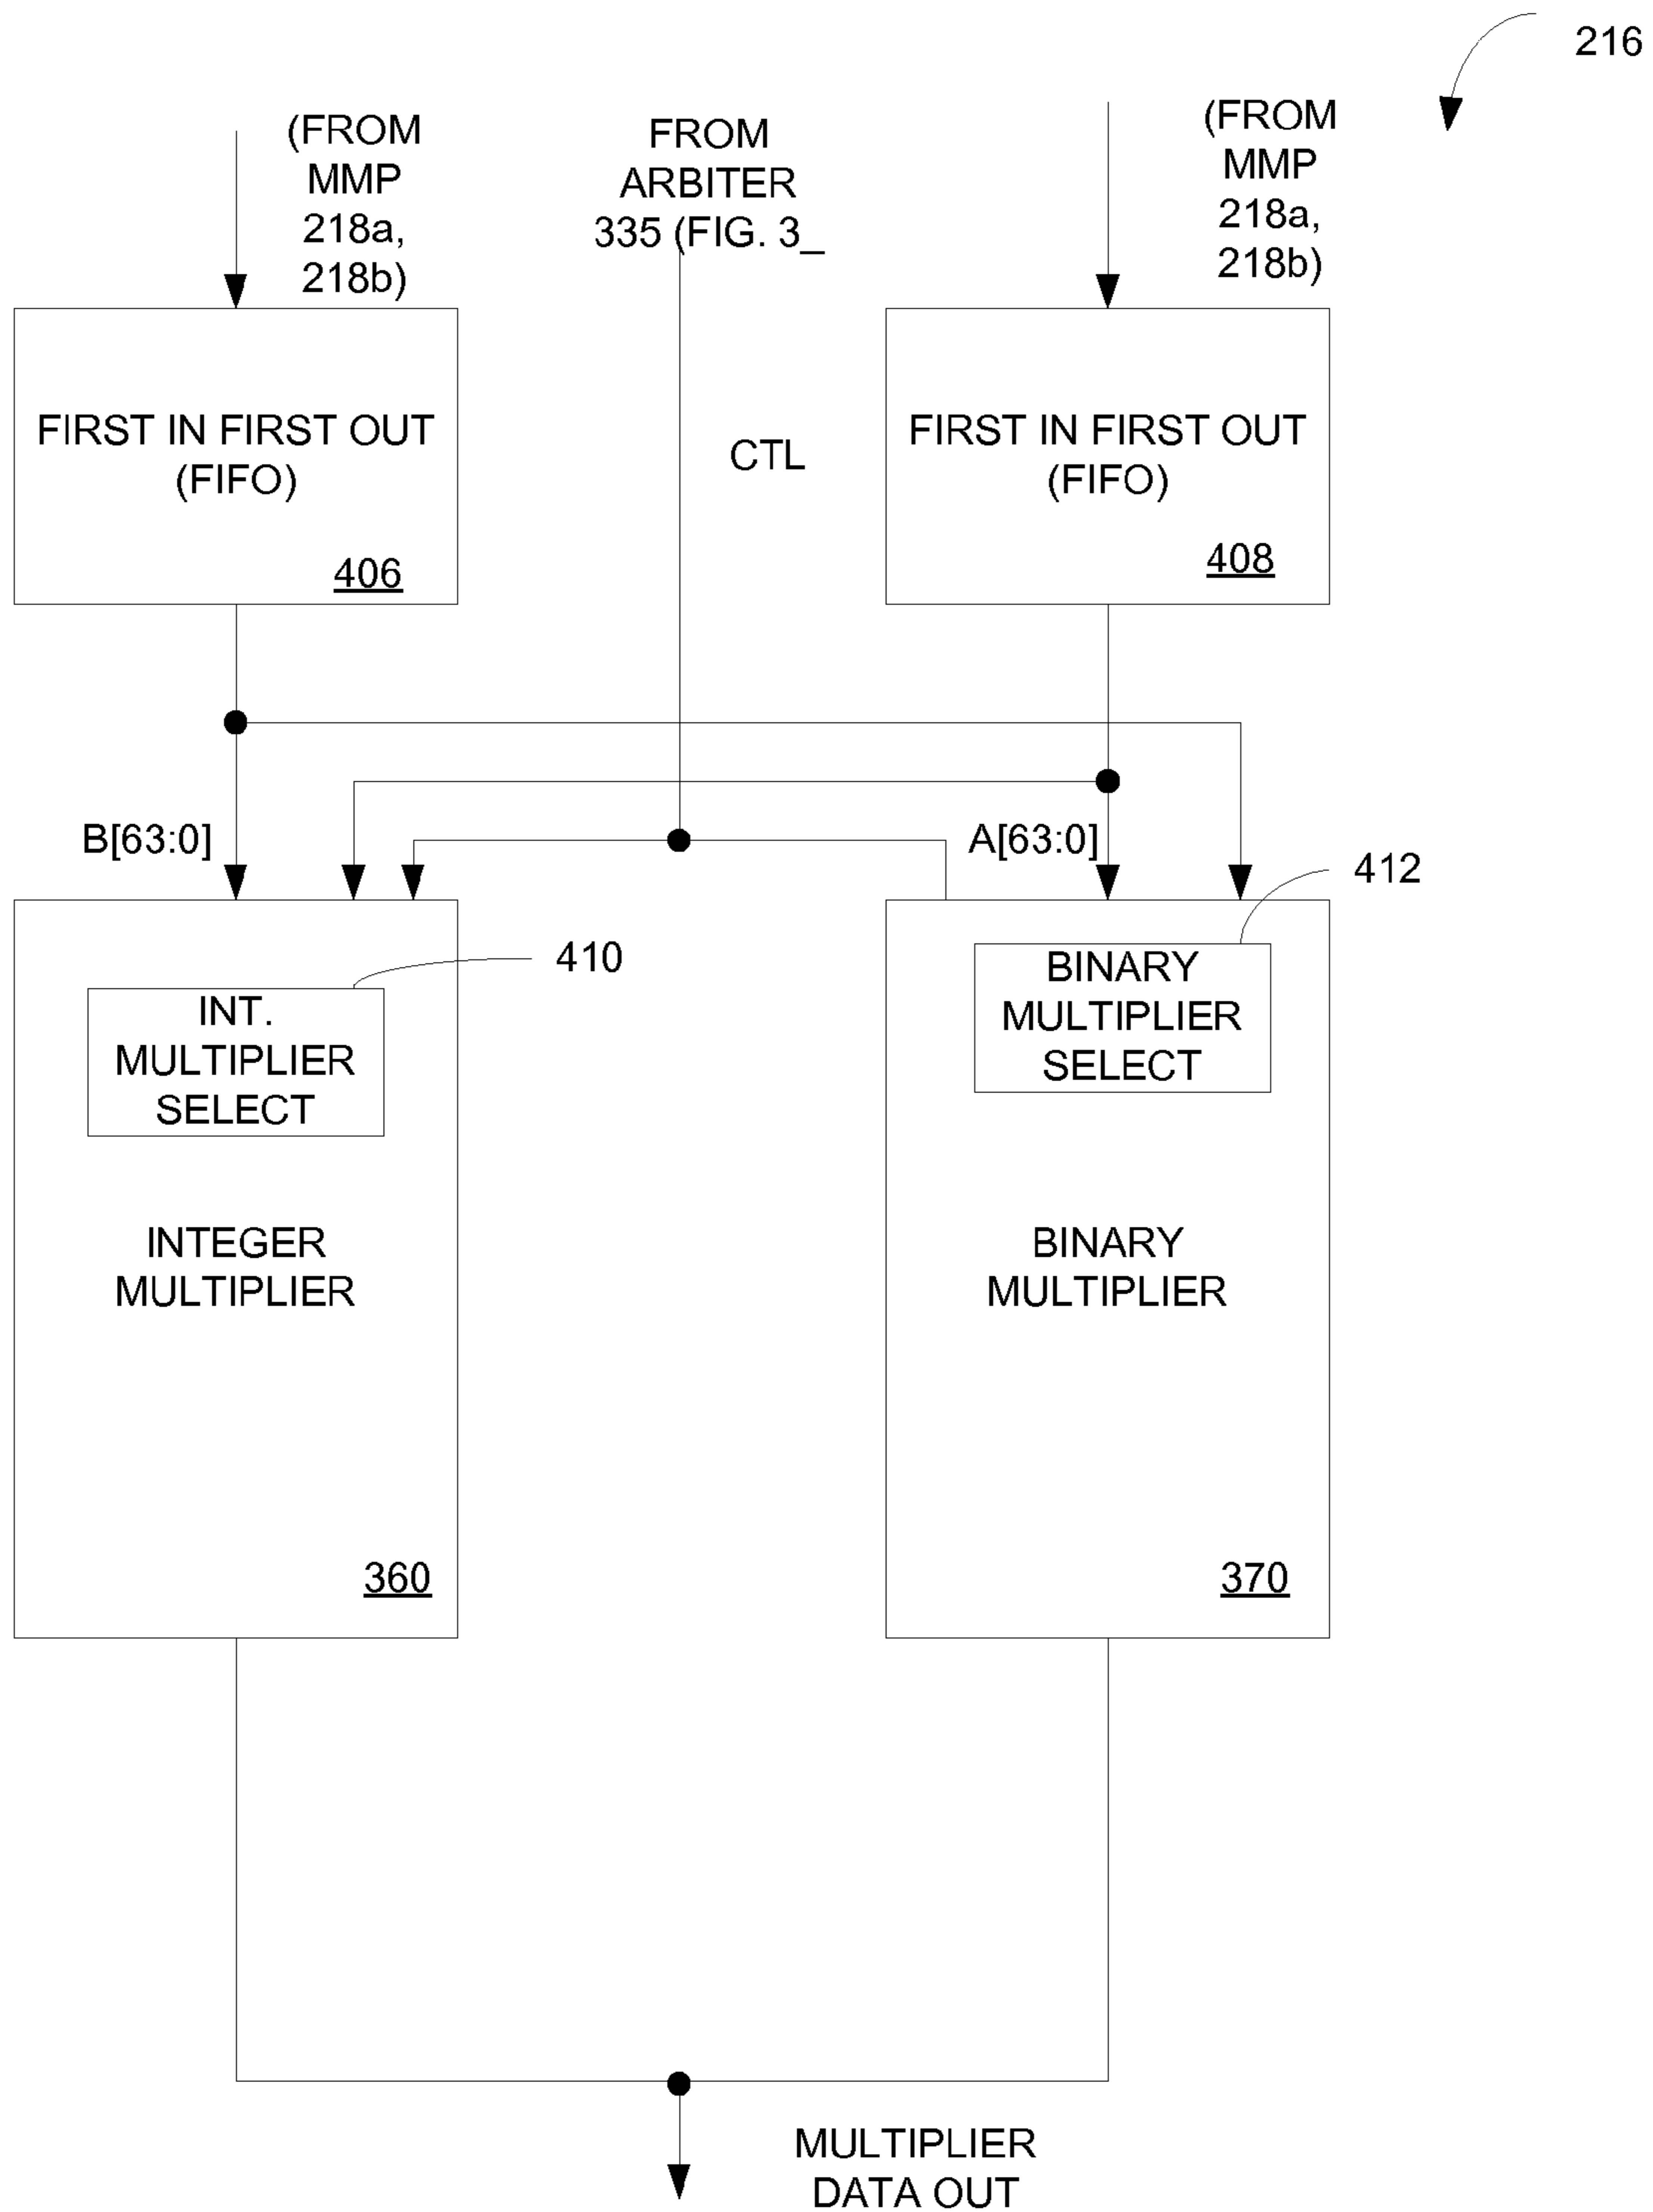 216
(FROM
MMP
218a,
218b)
FROM
ARBITER
335 (FIG. 3_
(FROM
MMP
218a,
218b)
FIRST IN FIRST OUT
(FIFO)
406
CTL
FIRST IN FIRST OUT
(FIFO)
408
B[63:0]
A[63:0]
412
410
INT.
MULTIPLIER
SELECT
BINARY
MULTIPLIER
SELECT
INTEGER
MULTIPLIER
BINARY
MULTIPLIER
360
370
MULTIPLIER
DATA OUT